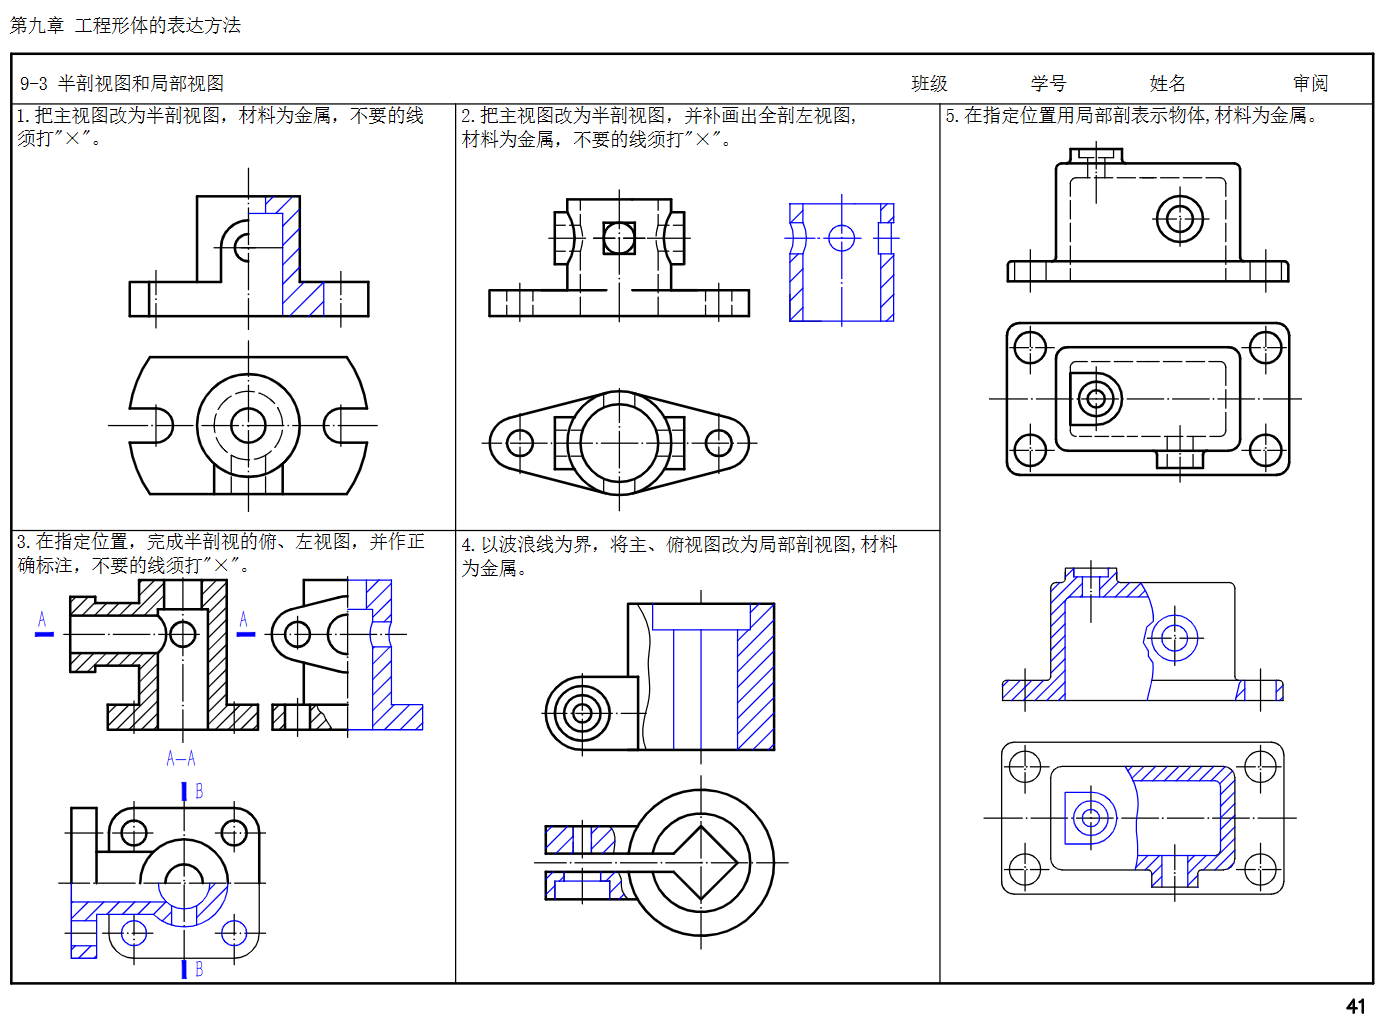 第九章 工程形体的表达方法
9-3 半剖视图和局部视图 班级 学号 姓名 审阅
1.把主视图改为半剖视图，材料为金属，不要的线
须打"×"。
2.把主视图改为半剖视图，并补画出全剖左视图,
材料为金属，不要的线须打"×"。
5.在指定位置用局部剖表示物体,材料为金属。
3.在指定位置，完成半剖视的俯、左视图，并作正
确标注，不要的线须打"×"。
A A
A-A
B
B
4.以波浪线为界，将主、俯视图改为局部剖视图,材料
为金属。
41